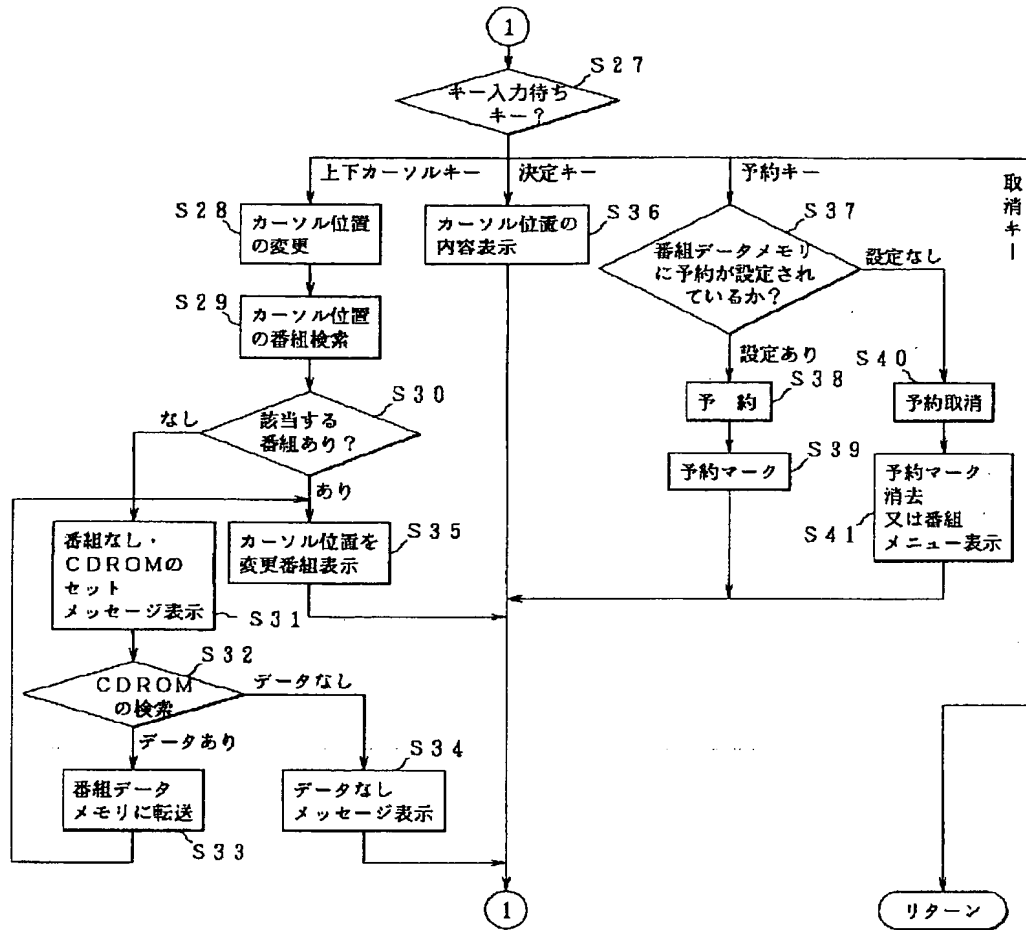 1
S27
キー入力待ち
キー?
上下カーソルキー
決定キー
予約キー
取消キー
S28
カーソル位置
の変更
S36
カーソル位置の
内容表示
S37
番組データメモリ
に予約が設定され
ているか?
設定なし
設定あり
S29
カーソル位置
の番組検索
S30
該当する
番組あり?
なし
あり
S38
予 約
S40
予約取消
S39
予約マーク
S41
予約マーク
消去
又は番組
メニュー表示
S31
番組なし・
CDROMの
セット
メッセージ表示
S35
カーソル位置を
変更番組表示
S32
CDROM
の検索
データなし
データあり
S33
番組データ
メモリに転送
S34
データなし
メッセージ表示
1
リターン